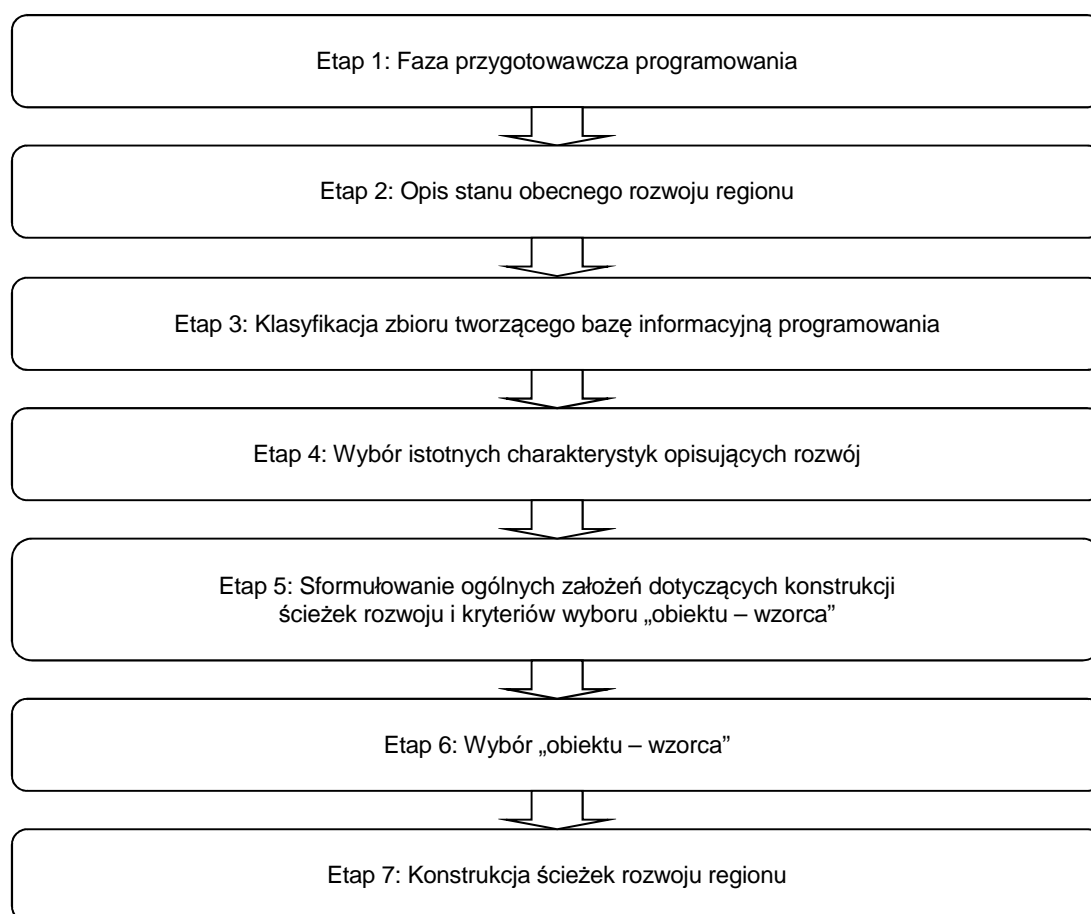 Etap 1: Faza przygotowawcza programowania
Etap 2: Opis stanu obecnego rozwoju regionu
Etap 3: Klasyfikacja zbioru tworzącego bazę informacyjną programowania
Etap 4: Wybór istotnych charakterystyk opisujących rozwój
Etap 5: Sformułowanie ogólnych założeń dotyczących konstrukcji
ścieżek rozwoju i kryteriów wyboru „obiektu – wzorca”
Etap 6: Wybór „obiektu – wzorca”
Etap 7: Konstrukcja ścieżek rozwoju regionu